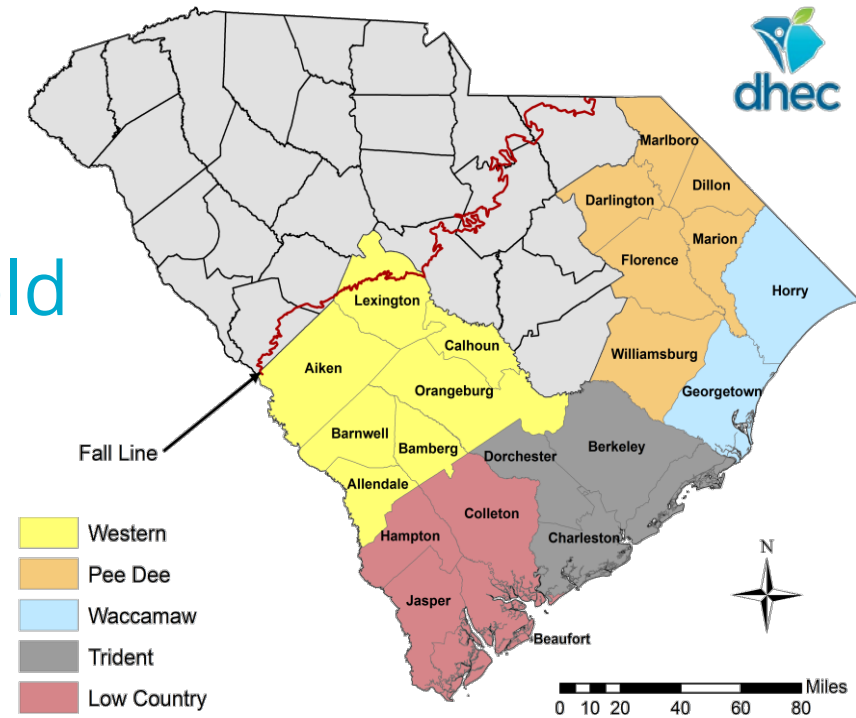 dhec
Marlboro
Dillon
Darlington
Marion
Florence
Horry
ld
Lexington
Calhoun
Williamsburg
Aiken
Orangeburg
Georgetown
Barnwell
Bamberg
Berkeley
Dorchester
Fall Line
Allendale
Colleton
Western
Hampton
Charleston
Pee Dee
N
Jasper
Waccamaw
Beaufort
Trident
Low Country
Miles
0 10 20 40 60 80